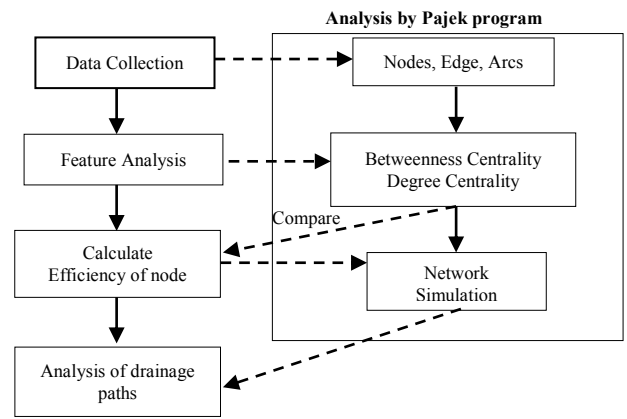 Analysis by Pajek program
Data Collection
Nodes, Edge, Arcs
Feature Analysis
Betweenness Centrality
Degree Centrality
Compare
Calculate
Efficiency of node
Network
Simulation
Analysis of drainage
paths